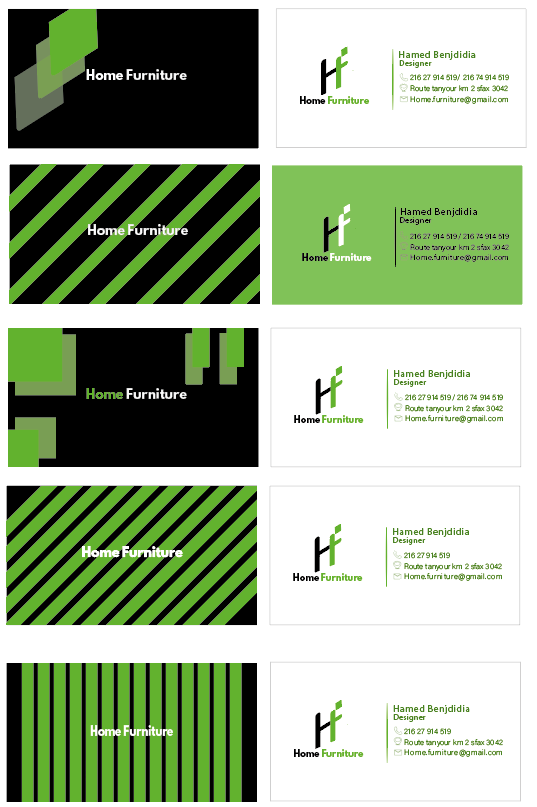 Home Furniture
HF
Home Furniture
Hamed Benjdidia
Designer
216 27 914 519/ 216 74 914 519
Route tanyour km 2 sfax 3042
Home.furniture@gmail.com
Home Furniture
HF
Home Furniture
Hamed Benjdidia
Designer
216 27 914 519 / 216 74 914 519
Route tanyour km 2 sfax 3042
Home.furniture@gmail.com
Home Furniture
HF
Home Furniture
Hamed Benjdidia
Designer
216 27 914 519 / 216 74 914 519
Route tanyour km 2 sfax 3042
Home.furniture@gmail.com
Home Furniture
HF
Home Furniture
Hamed Benjdidia
Designer
216 27 914 519
Route tanyour km 2 sfax 3042
Home.furniture@gmail.com
Home Furniture
HF
Home Furniture
Hamed Benjdidia
Designer
216 27 914 519
Route tanyour km 2 sfax 3042
Home.furniture@gmail.com